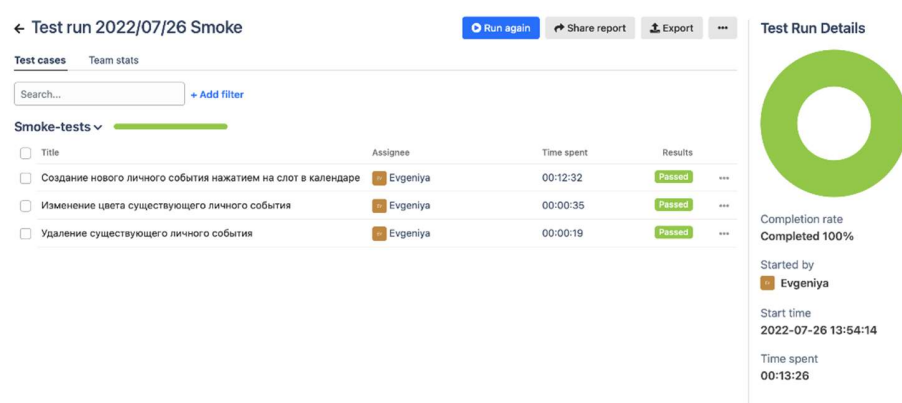 ← Test run 2022/07/26 Smoke
Run again
Share report
Export
Test cases
Team stats
Search...
+ Add filter
Smoke-tests
Title Assignee Time spent Results
Создание нового личного события нажатием на слот в календаре Evgeniya 00:12:32 Passed
Изменение цвета существующего личного события Evgeniya 00:00:35 Passed
Удаление существующего личного события Evgeniya 00:00:19 Passed
Test Run Details
Completion rate
Completed 100%
Started by
Evgeniya
Start time
2022-07-26 13:54:14
Time spent
00:13:26